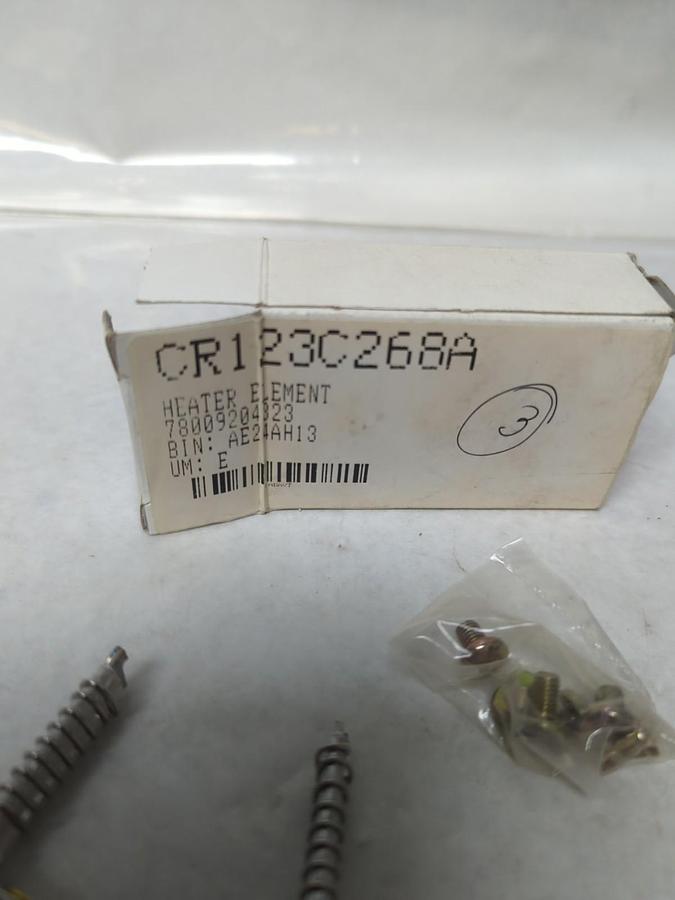 CR123C268A
HEATER ELEMENT
78009204323
BIN: AE24AH13
UM: E
3